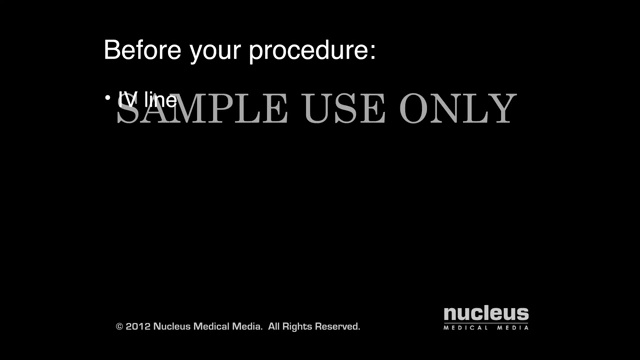 Before your procedure:
• IV line
SAMPLE USE ONLY
© 2012 Nucleus Medical Media. All Rights Reserved.
nucleus
MEDICAL MEDIA